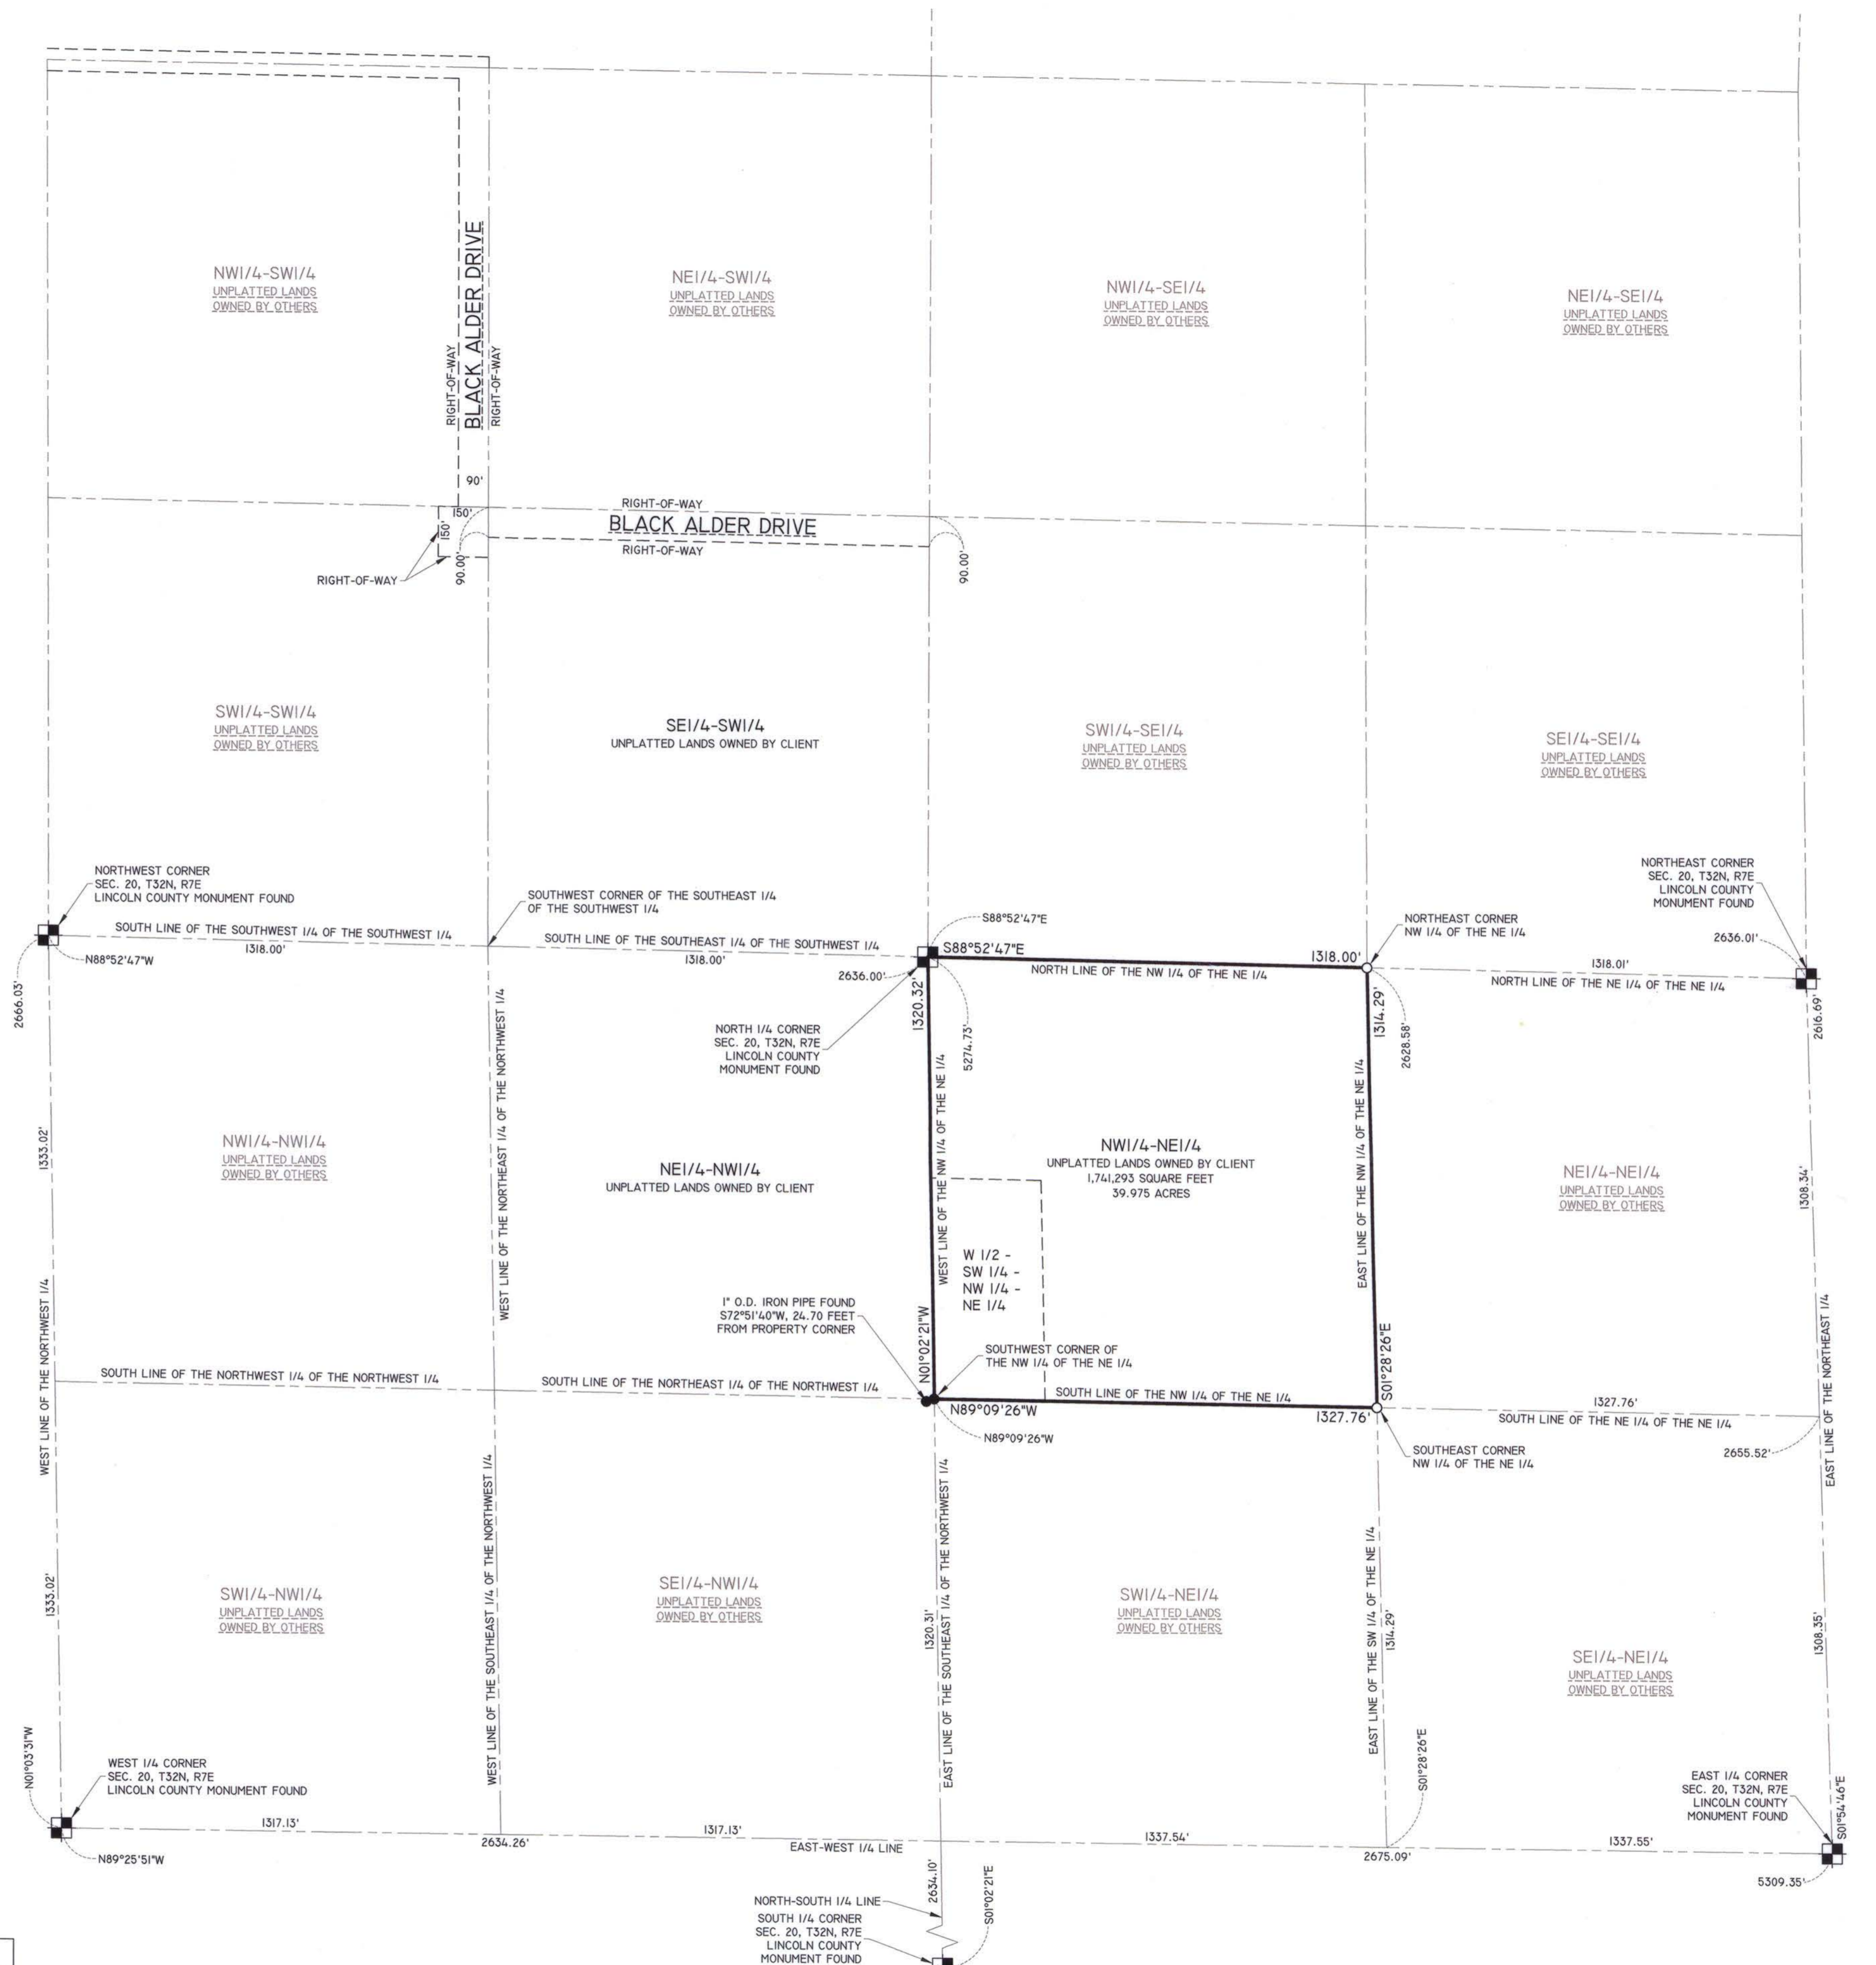 NW1/4-SW1/4
UNPLATTED LANDS
OWNED BY OTHERS
RIGHT-OF-WAY
BLACK ALDER DRIVE
RIGHT-OF-WAY
NE1/4-SW1/4
UNPLATTED LANDS
OWNED BY OTHERS
NW1/4-SE1/4
UNPLATTED LANDS
OWNED BY OTHERS
NE1/4-SE1/4
UNPLATTED LANDS
OWNED BY OTHERS
90'
150'
150'
90.00'
RIGHT-OF-WAY
RIGHT-OF-WAY
BLACK ALDER DRIVE
RIGHT-OF-WAY
90.00'
SW1/4-SW1/4
UNPLATTED LANDS
OWNED BY OTHERS
SE1/4-SW1/4
UNPLATTED LANDS OWNED BY CLIENT
SW1/4-SE1/4
UNPLATTED LANDS
OWNED BY OTHERS
SE1/4-SE1/4
UNPLATTED LANDS
OWNED BY OTHERS
NORTHWEST CORNER
SEC. 20, T32N, R7E
LINCOLN COUNTY MONUMENT FOUND
SOUTH LINE OF THE SOUTHWEST 1/4 OF THE SOUTHWEST 1/4
1318.00'
N88°52'47"W
2666.03'
SOUTHWEST CORNER OF THE SOUTHEAST 1/4
OF THE SOUTHWEST 1/4
SOUTH LINE OF THE SOUTHEAST 1/4 OF THE SOUTHWEST 1/4
1318.00'
2636.00'
S88°52'47"E
S88°52'47"E
1318.00'
NORTH LINE OF THE NW 1/4 OF THE NE 1/4
NORTHEAST CORNER
NW 1/4 OF THE NE 1/4
NORTHEAST CORNER
SEC. 20, T32N, R7E
LINCOLN COUNTY
MONUMENT FOUND
2636.01'
1318.01'
NORTH LINE OF THE NE 1/4 OF THE NE 1/4
2616.69'
NORTH 1/4 CORNER
SEC. 20, T32N, R7E
LINCOLN COUNTY
MONUMENT FOUND
1320.32'
5274.73'
1314.29'
2628.58'
1333.02'
NW1/4-NW1/4
UNPLATTED LANDS
OWNED BY OTHERS
WEST LINE OF THE NORTHEAST 1/4 OF THE NORTHWEST 1/4
NE1/4-NW1/4
UNPLATTED LANDS OWNED BY CLIENT
WEST LINE OF THE NW 1/4 OF THE NE 1/4
NW1/4-NE1/4
UNPLATTED LANDS OWNED BY CLIENT
1,741,293 SQUARE FEET
39.975 ACRES
EAST LINE OF THE NW 1/4 OF THE NE 1/4
NE1/4-NE1/4
UNPLATTED LANDS
OWNED BY OTHERS
1308.34'
W 1/2 -
SW 1/4 -
NW 1/4 -
NE 1/4
1" O.D. IRON PIPE FOUND
S72°51'40"W, 24.70 FEET
FROM PROPERTY CORNER
N01°02'21"W
SOUTHWEST CORNER OF
THE NW 1/4 OF THE NE 1/4
S01°28'26"E
WEST LINE OF THE NORTHWEST 1/4
EAST LINE OF THE NORTHEAST 1/4
SOUTH LINE OF THE NORTHWEST 1/4 OF THE NORTHWEST 1/4
SOUTH LINE OF THE NORTHEAST 1/4 OF THE NORTHWEST 1/4
SOUTH LINE OF THE NW 1/4 OF THE NE 1/4
N89°09'26"W
1327.76'
N89°09'26"W
1327.76'
SOUTH LINE OF THE NE 1/4 OF THE NE 1/4
2655.52'
SOUTHEAST CORNER
NW 1/4 OF THE NE 1/4
1333.02'
SW1/4-NW1/4
UNPLATTED LANDS
OWNED BY OTHERS
WEST LINE OF THE SOUTHEAST 1/4 OF THE NORTHWEST 1/4
SE1/4-NW1/4
UNPLATTED LANDS
OWNED BY OTHERS
1320.31'
EAST LINE OF THE SOUTHEAST 1/4 OF THE NORTHWEST 1/4
SW1/4-NE1/4
UNPLATTED LANDS
OWNED BY OTHERS
EAST LINE OF THE SW 1/4 OF THE NE 1/4
1314.29'
SE1/4-NE1/4
UNPLATTED LANDS
OWNED BY OTHERS
1308.35'
N01°03'31"W
WEST 1/4 CORNER
SEC. 20, T32N, R7E
LINCOLN COUNTY MONUMENT FOUND
S01°28'26"E
EAST 1/4 CORNER
SEC. 20, T32N, R7E
LINCOLN COUNTY
MONUMENT FOUND
S01°54'46"E
1317.13'
2634.26'
1317.13'
EAST-WEST 1/4 LINE
1337.54'
2675.09'
1337.55'
N89°25'51"W
5309.35'
2634.10'
S01°02'21"E
NORTH-SOUTH 1/4 LINE
SOUTH 1/4 CORNER
SEC. 20, T32N, R7E
LINCOLN COUNTY
MONUMENT FOUND